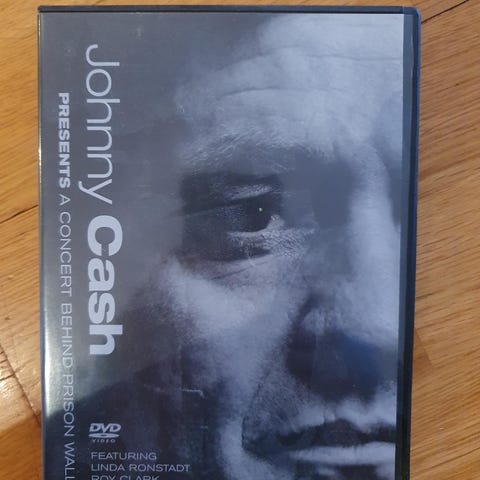 Johnny Cash
PRESENTS A CONCERT BEHIND PRISON WALL
DVD
VIDEO
FEATURING
LINDA RONSTADT
ROY CLARK